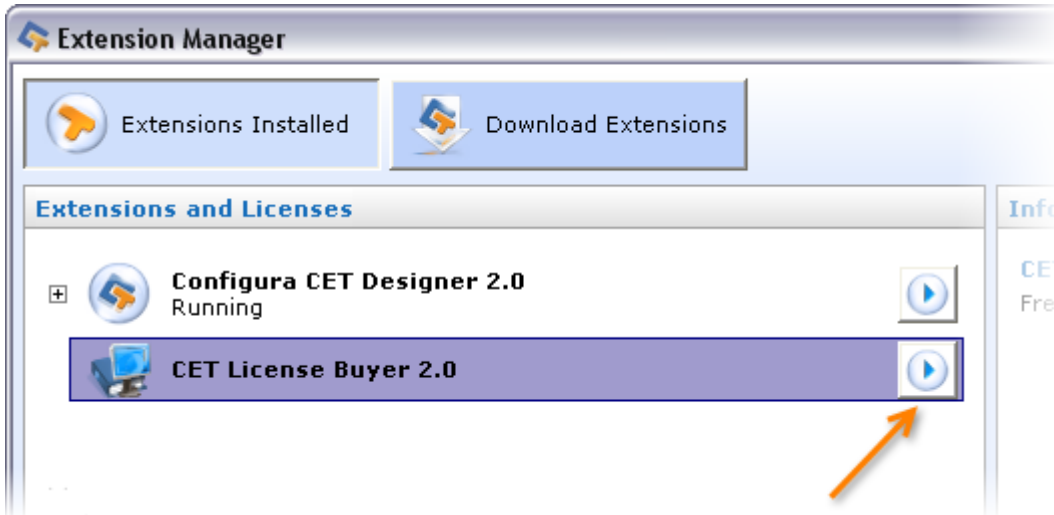 Extension Manager
Extensions Installed
Download Extensions
Extensions and Licenses
Configura CET Designer 2.0
Running
CET License Buyer 2.0